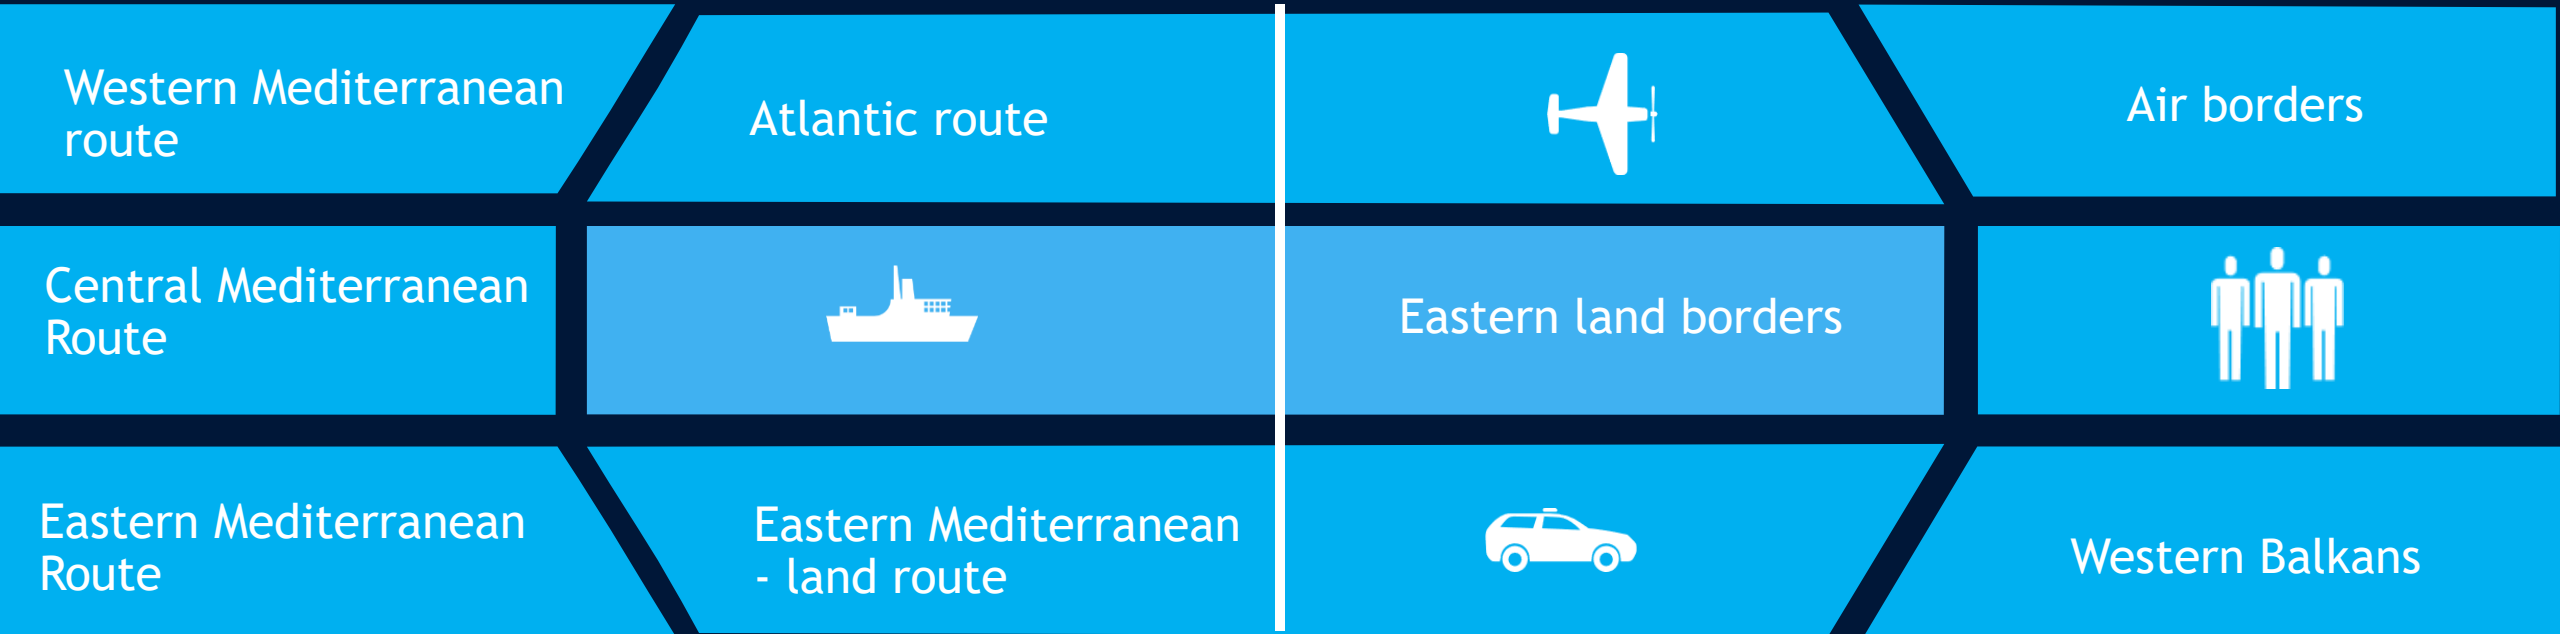 Western Mediterranean
route
Atlantic route
Air borders
Central Mediterranean
Route
Eastern land borders
Eastern Mediterranean
Route
Eastern Mediterranean
- land route
Western Balkans